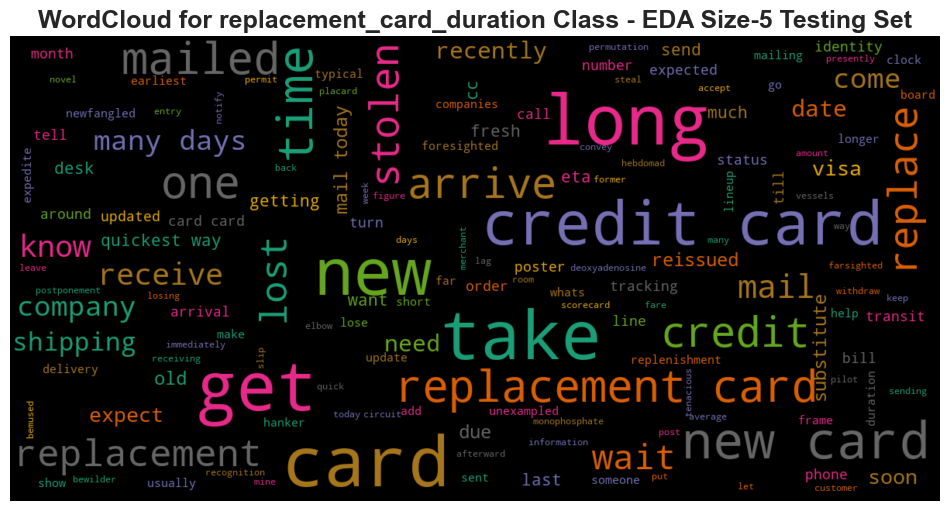 WordCloud for replacement_card_duration Class - EDA Size-5 Testing Set
month
mailed
time
stolen
recently
permutation
send
mailing
identity
presently
clock
novel
earliest
permit
typical
placard
cc
number
expected
steal
go
come
newfangled
entry
notify
companies
call
long
accept
much
date
board
replace
tell
many days
mail today
fresh
foresighted
convey
status
amount
longer
expedite
desk
one
back
week
arrive
eta
hebdomad
former
lineup
till
visa
vessels
around
updated
card card
getting
figure
turn
credit card
many
way
know
quickest way
lost
days
merchant
lag
poster
deoxyadenosine
reissued
farsighted
leave
receive
new
far
order
room
whats
tracking
mail
withdraw
keep
postponement
losing
want
short
scorecard
fare
company
arrival
make
lose
line
credit
substitute
help
transit
shipping
immediately
receiving
slip
elbow
update
need
take
replenishment
bill
delivery
old
get
quick
replacement card
tenacious
pilot
duration
sending
bemused
expect
hanker
today
circuit
add
unexampled
monophosphate
average
frame
replacement
recognition
card
due
afterward
information
wait
post
new card
show
bewilder
usually
mine
sent
last
someone
put
let
phone
customer
soon